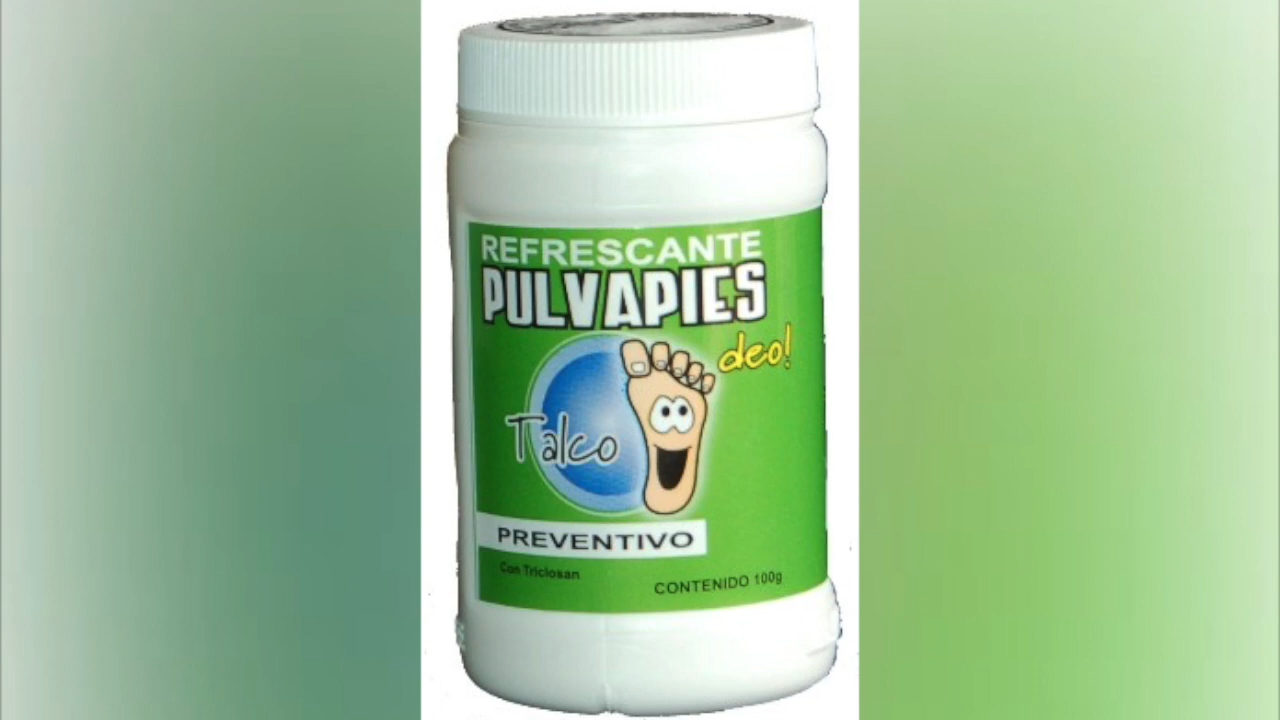 REFRESCANTE
PULVAPIES
deo!
Talco
PREVENTIVO
Con Triclosan
CONTENIDO 100g